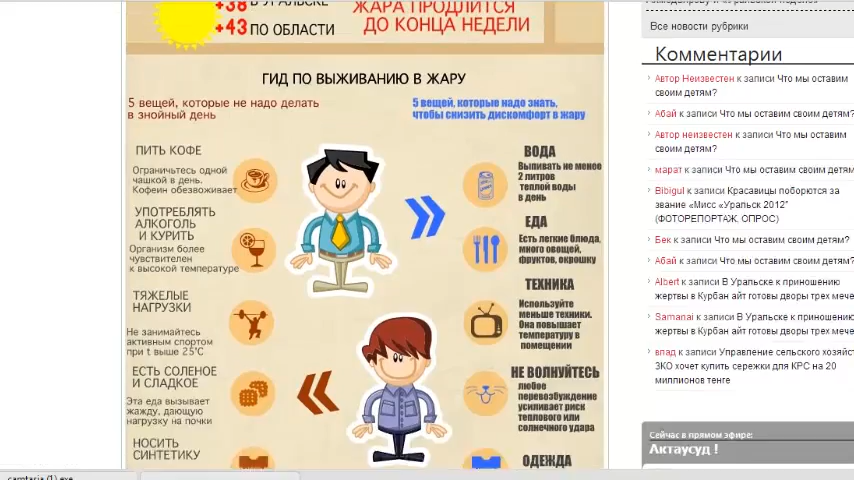 +38 В УРАЛЬСКЕ
+43 ПО ОБЛАСТИ
ЖАРА ПРОДЛИТСЯ
ДО КОНЦА НЕДЕЛИ
ГИД ПО ВЫЖИВАНИЮ В ЖАРУ
5 вещей, которые не надо делать
в знойный день
ПИТЬ КОФЕ
Ограничьтесь одной
чашкой в день.
Кофеин обезвоживает
УПОТРЕБЛЯТЬ
АЛКОГОЛЬ
И КУРИТЬ
Организм более
чувствителен
к высокой температуре
ТЯЖЕЛЫЕ
НАГРУЗКИ
Не занимайтесь
активным спортом
при t выше 25°С
ЕСТЬ СОЛЕНОЕ
И СЛАДКОЕ
Эта еда вызывает
жажду, дающую
нагрузку на почки
НОСИТЬ
СИНТЕТИКУ
5 вещей, которые надо знать,
чтобы снизить дискомфорт в жару
ВОДА
Выпивать не менее
2 литров
теплой воды
в день
ЕДА
Есть легкие блюда,
много овощей,
фруктов, окрошку
ТЕХНИКА
Используйте
меньше техники.
Она повышает
температуру в
помещении
НЕ ВОЛНУЙТЕСЬ
любое
перевозбуждение
усиливает риск
теплового или
солнечного удара
ОДЕЖДА
Все новости рубрики
Комментарии
Автор Неизвестен к записи Что мы оставим
своим детям?
Абай к записи Что мы оставим своим детям?
Автор неизвестен к записи Что мы оставим
своим детям?
марат к записи Что мы оставим своим детям
Bibigul к записи Красавицы поборются за
звание «Мисс «Уральск 2012"
(ФОТОРЕПОРТАЖ, ОПРОС)
Бек к записи Что мы оставим своим детям?
Абай к записи Что мы оставим своим детям?
Albert к записи В Уральске к приношению
жертвы в Курбан айт готовы дворы трех мече
Samanai к записи В Уральске к приношению
жертвы в Курбан айт готовы дворы трех мече
влад к записи Управление сельского хозяйст
ЗКО хочет купить сережки для КРС на 20
миллионов тенге
Сейчас в прямом эфире:
Актаусуд !
camtasia (1).exe